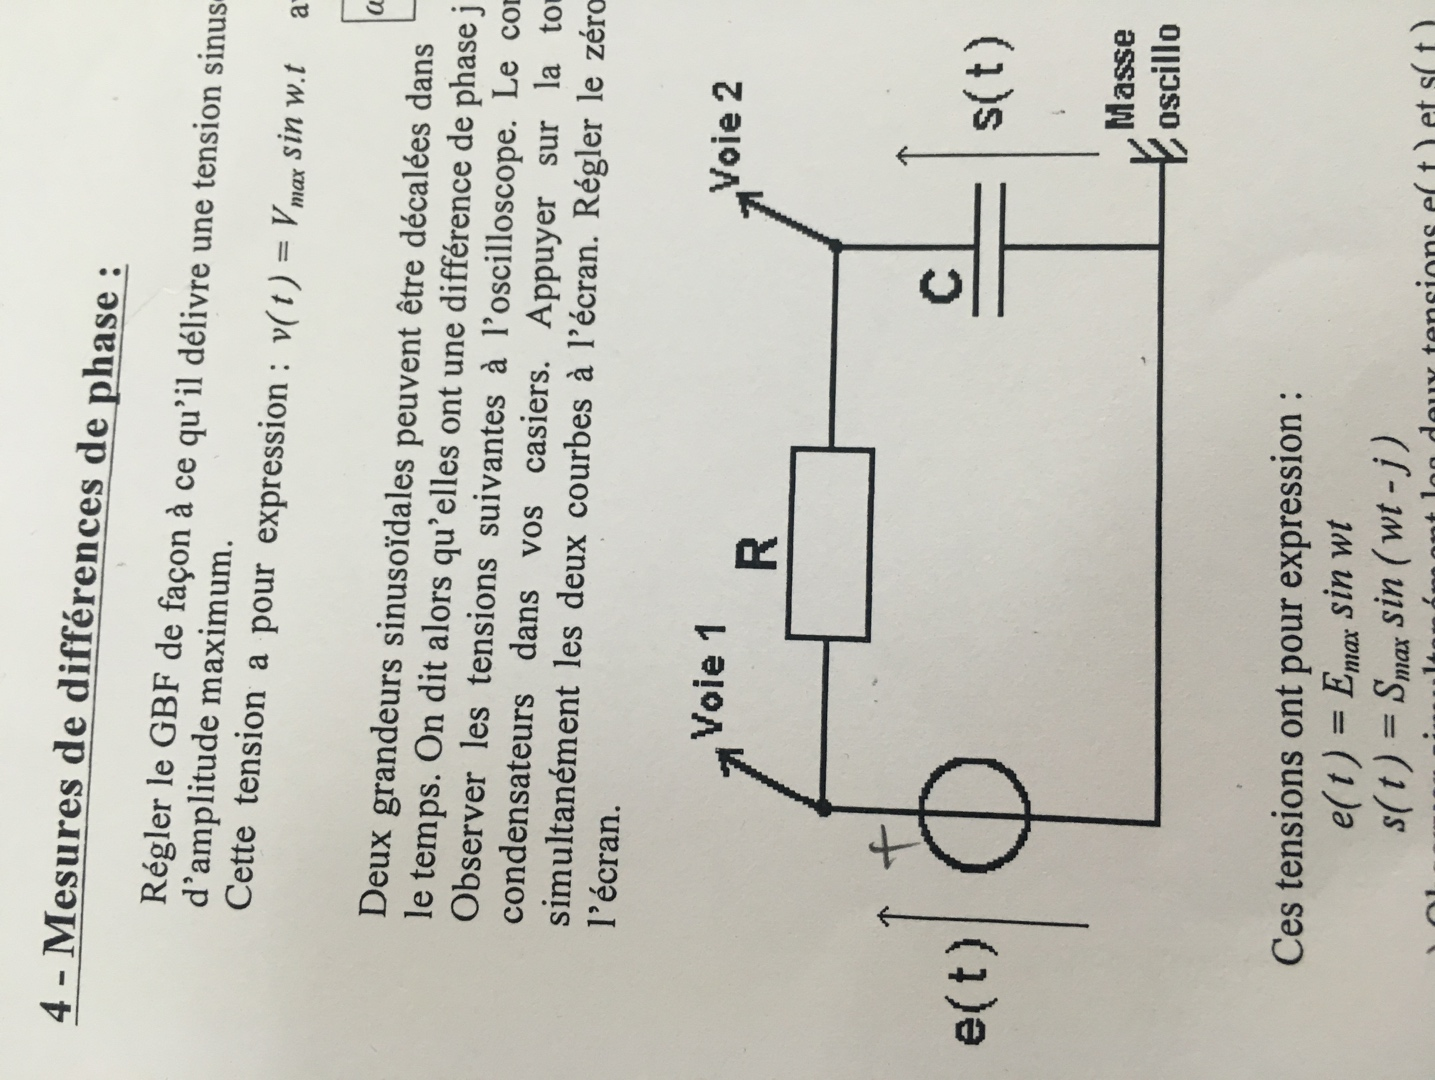 4 - Mesures de différences de phase :
Régler le GBF de façon à ce qu'il délivre une tension
d'amplitude maximum.
Cette tension a pour expression : v( t ) = Vmax sin w.t
Deux grandeurs sinusoïdales peuvent être décalées dans
le temps. On dit alors qu'elles ont une différence de phase j
Observer les tensions suivantes à l'oscilloscope. Le
condensateurs dans vos casiers. Appuyer sur la
simultanément les deux courbes à l'écran. Régler le zéro
l'écran.
Voie 1
Voie 2
R
C
+
e( t )
s( t )
Masse
oscillo
Ces tensions ont pour expression :
e( t ) = Emax sin wt
s( t ) = Smax sin ( wt - j )
les deux tensions e( t ) et s( t )